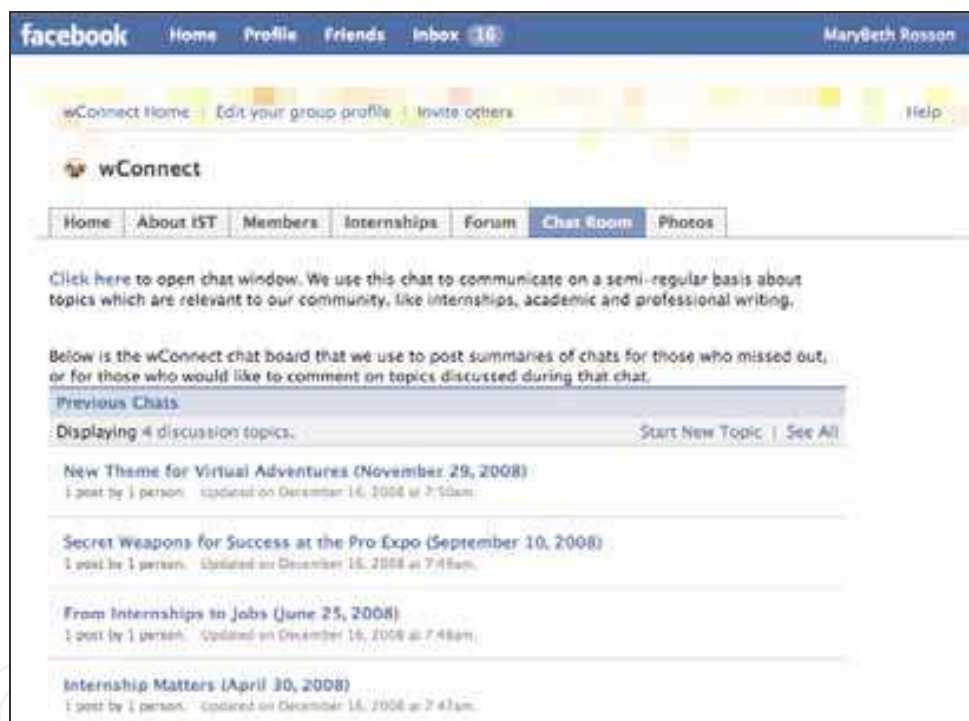 facebook Home Profile Friends Inbox 16 MaryBeth Rosson
wConnect Home | Edit your group profile | Invite others Help
wConnect
Home About IST Members Internships Forum Chat Room Photos
Click here to open chat window. We use this chat to communicate on a semi-regular basis about
topics which are relevant to our community, like internships, academic and professional writing.
Below is the wConnect chat board that we use to post summaries of chats for those who missed out,
or for those who would like to comment on topics discussed during that chat.
Previous Chats
Displaying 4 discussion topics. Start New Topic | See All
New Theme for Virtual Adventures (November 29, 2008)
1 post by 1 person. Updated on December 16, 2008 at 7:50am.
Secret Weapons for Success at the Pro Expo (September 10, 2008)
1 post by 1 person. Updated on December 16, 2008 at 7:49am.
From Internships to Jobs (June 25, 2008)
1 post by 1 person. Updated on December 16, 2008 at 7:48am.
Internship Matters (April 30, 2008)
1 post by 1 person. Updated on December 16, 2008 at 7:47am.